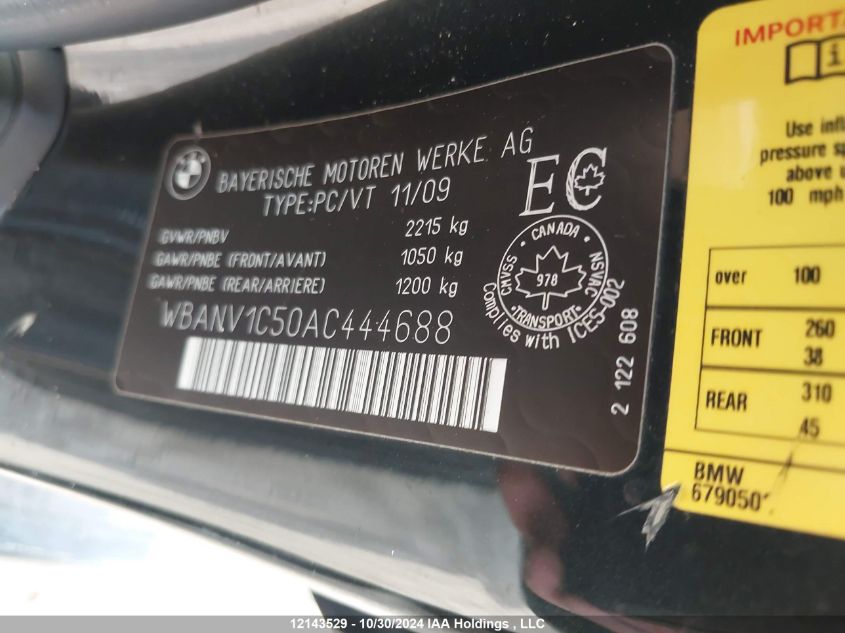 BMW
BAYERISCHE MOTOREN WERKE AG
TYPE:PC/VT 11/09
GVWR/PNBV 2215 kg
GAWR/PNBE (FRONT/AVANT) 1050 kg
GAWR/PNBE (REAR/ARRIERE) 1200 kg
WBANV1C50AC444688
EC
CANADA
CMVSS 978 NSVAC
TRANSPORT
Complies with ICES-002
2 122 608
IMPORTA
i
Use infl
pressure sp
above
100 mph
over 100
FRONT 260
38
REAR 310
45
BMW
679050
12143529 - 10/30/2024 IAA Holdings, LLC